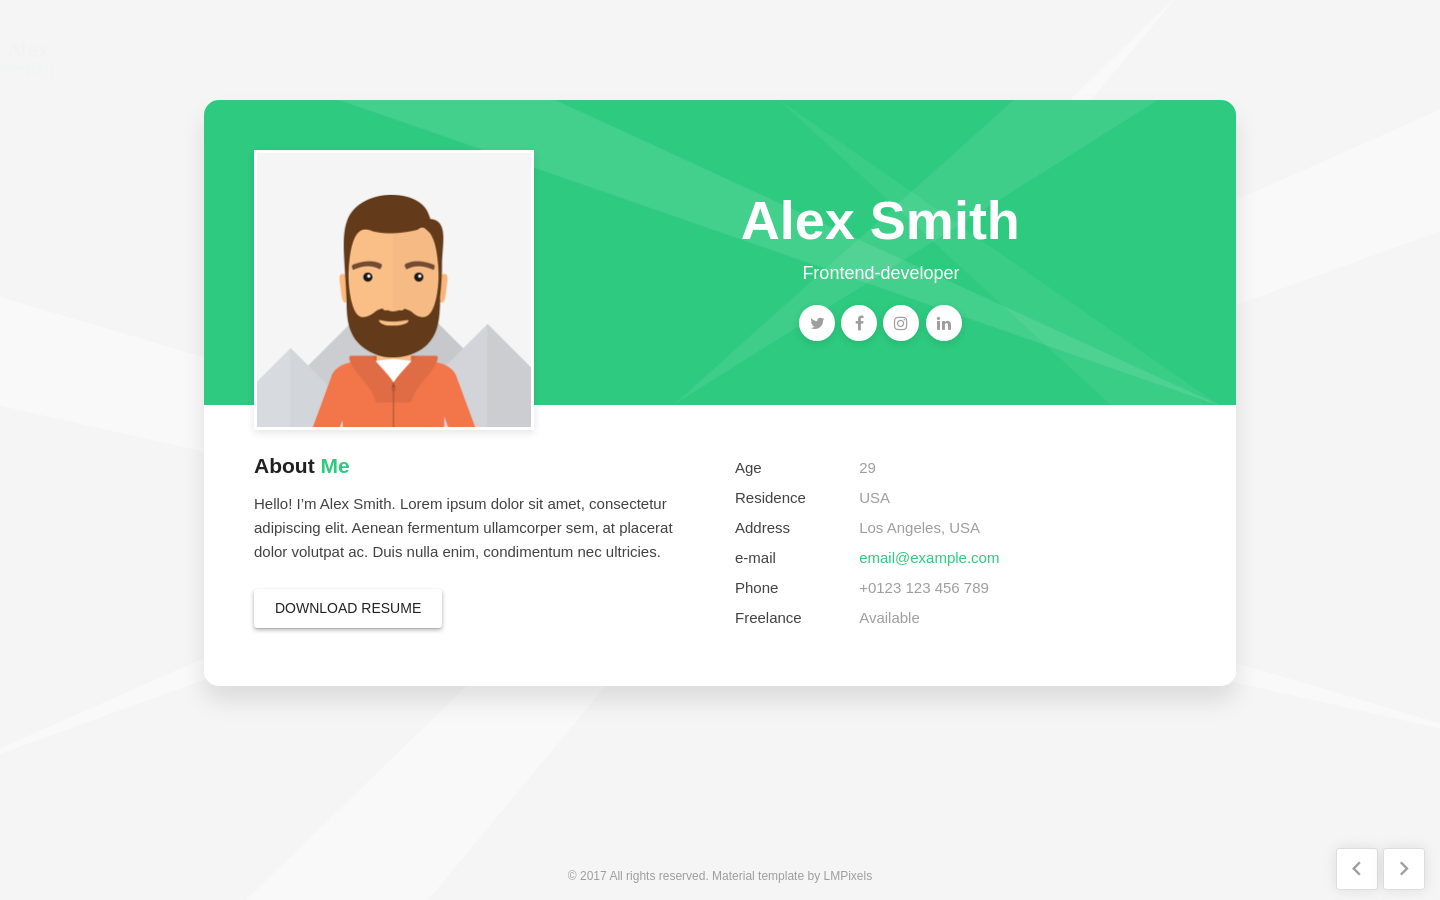 Alex Smith
Frontend-developer
About Me
Hello! I’m Alex Smith. Lorem ipsum dolor sit amet, consectetur
adipiscing elit. Aenean fermentum ullamcorper sem, at placerat
dolor volutpat ac. Duis nulla enim, condimentum nec ultricies.
DOWNLOAD RESUME
Age 29
Residence USA
Address Los Angeles, USA
e-mail email@example.com
Phone +0123 123 456 789
Freelance Available
© 2017 All rights reserved. Material template by LMPixels